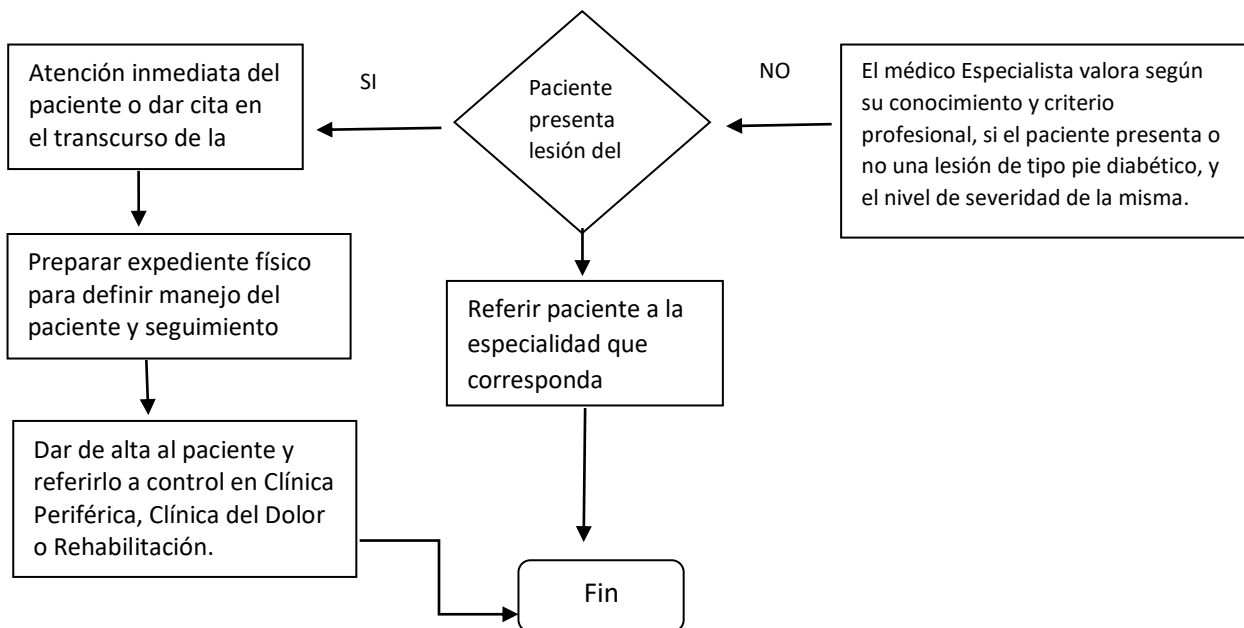 Atención inmediata del
paciente o dar cita en
el transcurso de la
SI
Paciente
presenta
lesión del
NO
El médico Especialista valora según
su conocimiento y criterio
profesional, si el paciente presenta o
no una lesión de tipo pie diabético, y
el nivel de severidad de la misma.
Preparar expediente físico
para definir manejo del
paciente y seguimiento
Referir paciente a la
especialidad que
corresponda
Dar de alta al paciente y
referirlo a control en Clínica
Periférica, Clínica del Dolor
o Rehabilitación.
Fin